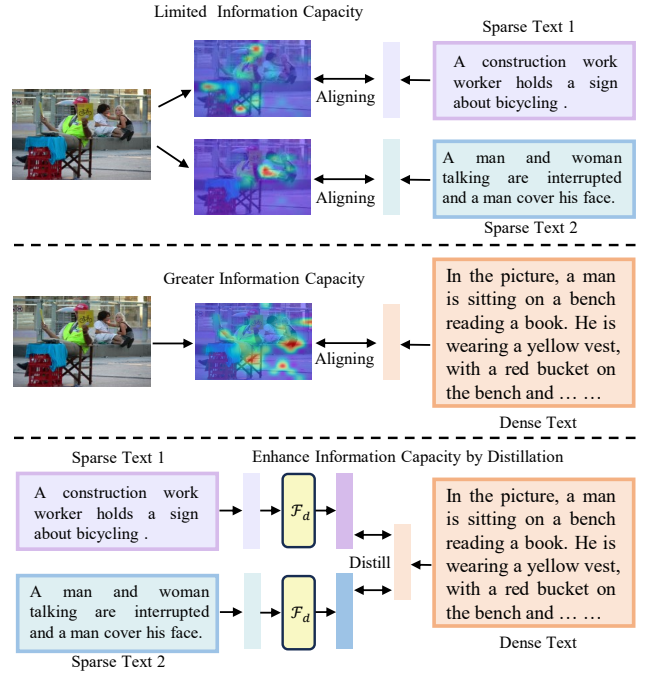 Limited Information Capacity
Sparse Text 1
A construction work
worker holds a sign
about bicycling .
Aligning
A man and woman
talking are interrupted
and a man cover his face.
Aligning
Sparse Text 2
Greater Information Capacity
In the picture, a man
is sitting on a bench
reading a book. He is
wearing a yellow vest,
with a red bucket on
the bench and … …
Aligning
Dense Text
Sparse Text 1
Enhance Information Capacity by Distillation
A construction work
worker holds a sign
about bicycling .
F_d
In the picture, a man
is sitting on a bench
reading a book. He is
wearing a yellow vest,
with a red bucket on
the bench and … …
Distill
A man and woman
talking are interrupted
and a man cover his face.
F_d
Dense Text
Sparse Text 2